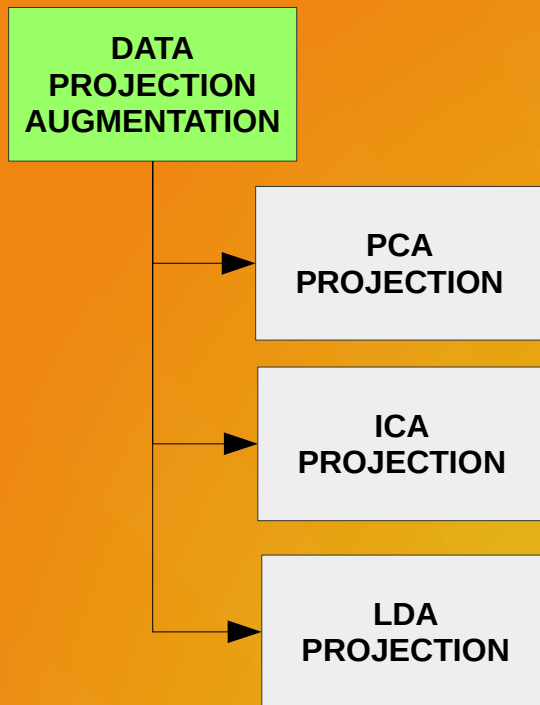 DATA
PROJECTION
AUGMENTATION
PCA
PROJECTION
ICA
PROJECTION
LDA
PROJECTION